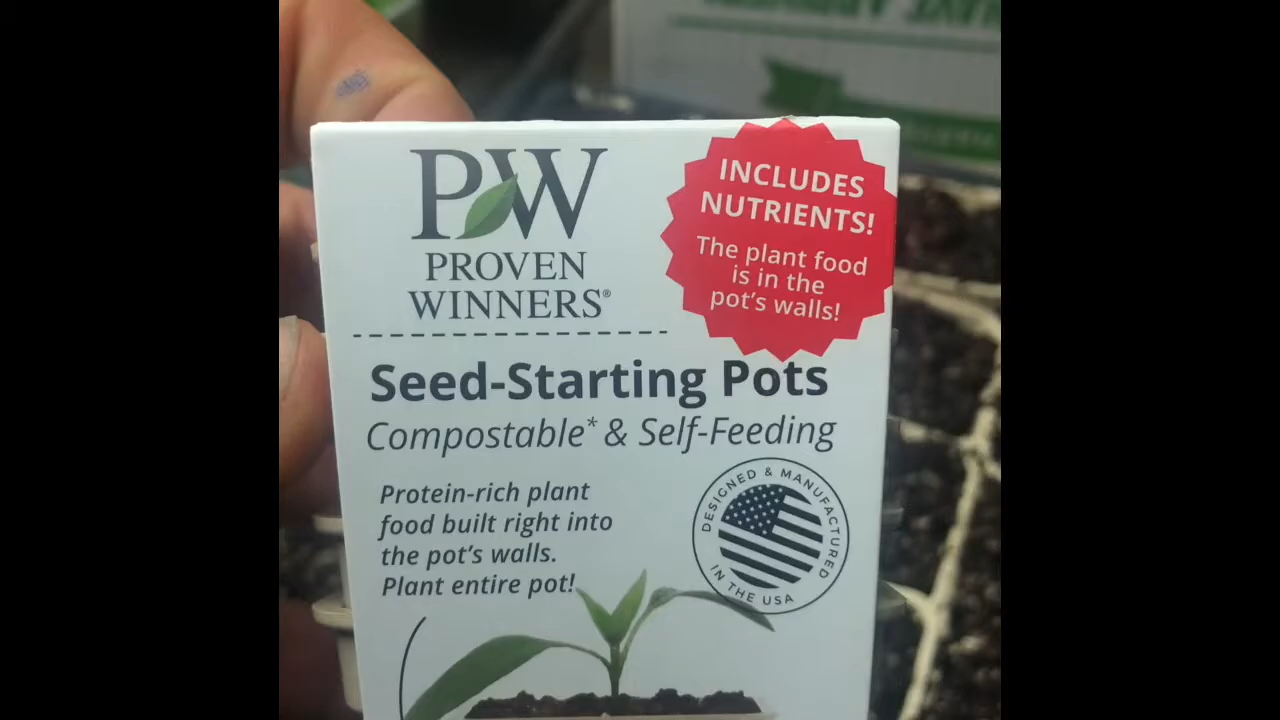 PW
PROVEN
WINNERS®
INCLUDES
NUTRIENTS!
The plant food
is in the
pot's walls!
Seed-Starting Pots
Compostable* & Self-Feeding
Protein-rich plant
food built right into
the pot's walls.
Plant entire pot!
DESIGNED & MANUFACTURED
IN THE USA